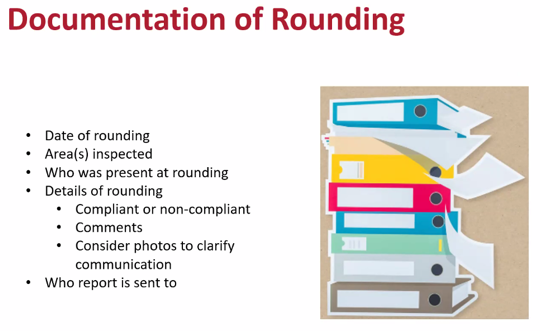 Documentation of Rounding
• Date of rounding
• Area(s) inspected
• Who was present at rounding
• Details of rounding
• Compliant or non-compliant
• Comments
• Consider photos to clarify
communication
• Who report is sent to